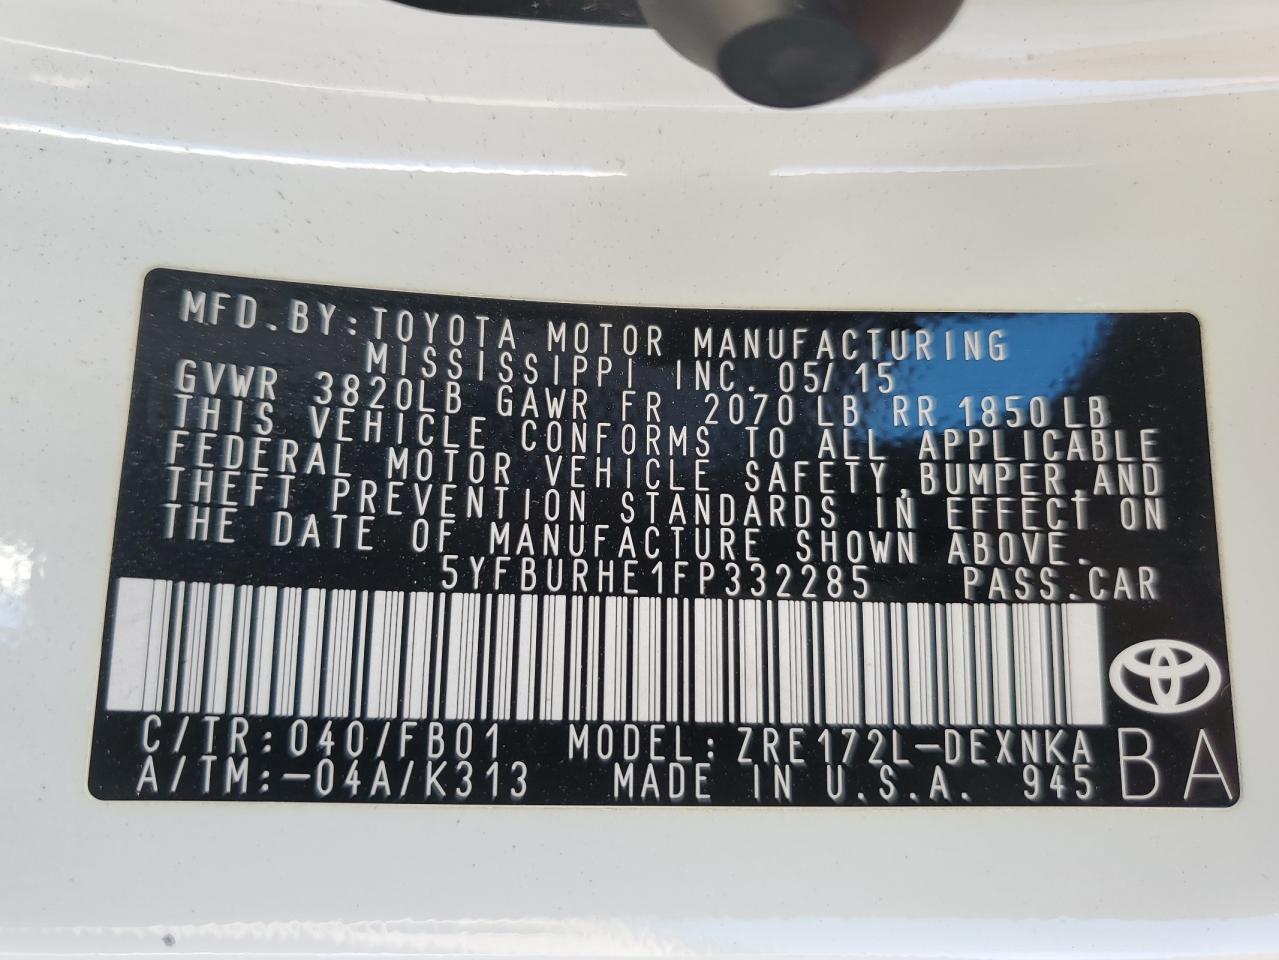 MFD.BY:TOYOTA MOTOR MANUFACTURING
MISSISSIPPI INC. 05/15
GVWR 3820LB GAWR FR 2070 LB RR 1850 LB
THIS VEHICLE CONFORMS TO ALL APPLICABLE
FEDERAL MOTOR VEHICLE SAFETY,BUMPER,AND
THEFT PREVENTION STANDARDS IN EFFECT ON
THE DATE OF MANUFACTURE SHOWN ABOVE.
5YFBURHE1FP332285 PASS.CAR
C/TR:040/FB01 MODEL:ZRE172L-DEXNKA
A/TM:-04A/K313 MADE IN U.S.A. 945 BA